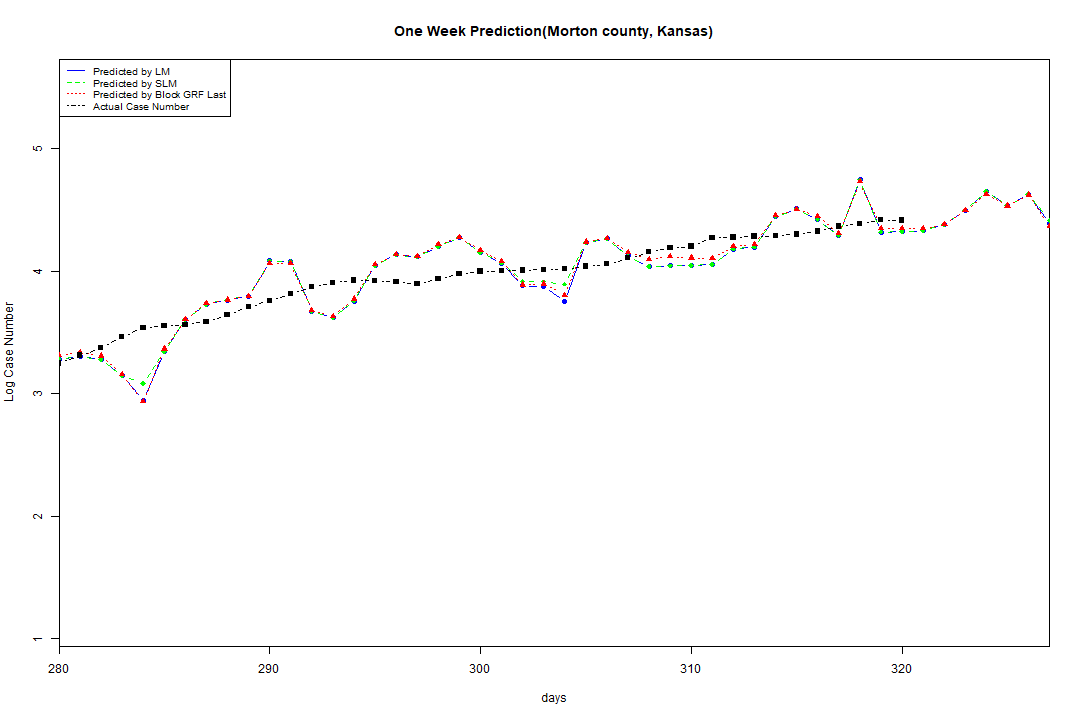 One Week Prediction(Morton county, Kansas)
Predicted by LM
Predicted by SLM
Predicted by Block GRF Last
Actual Case Number
5
4
3
2
1
Log Case Number
280 290 300 310 320
days